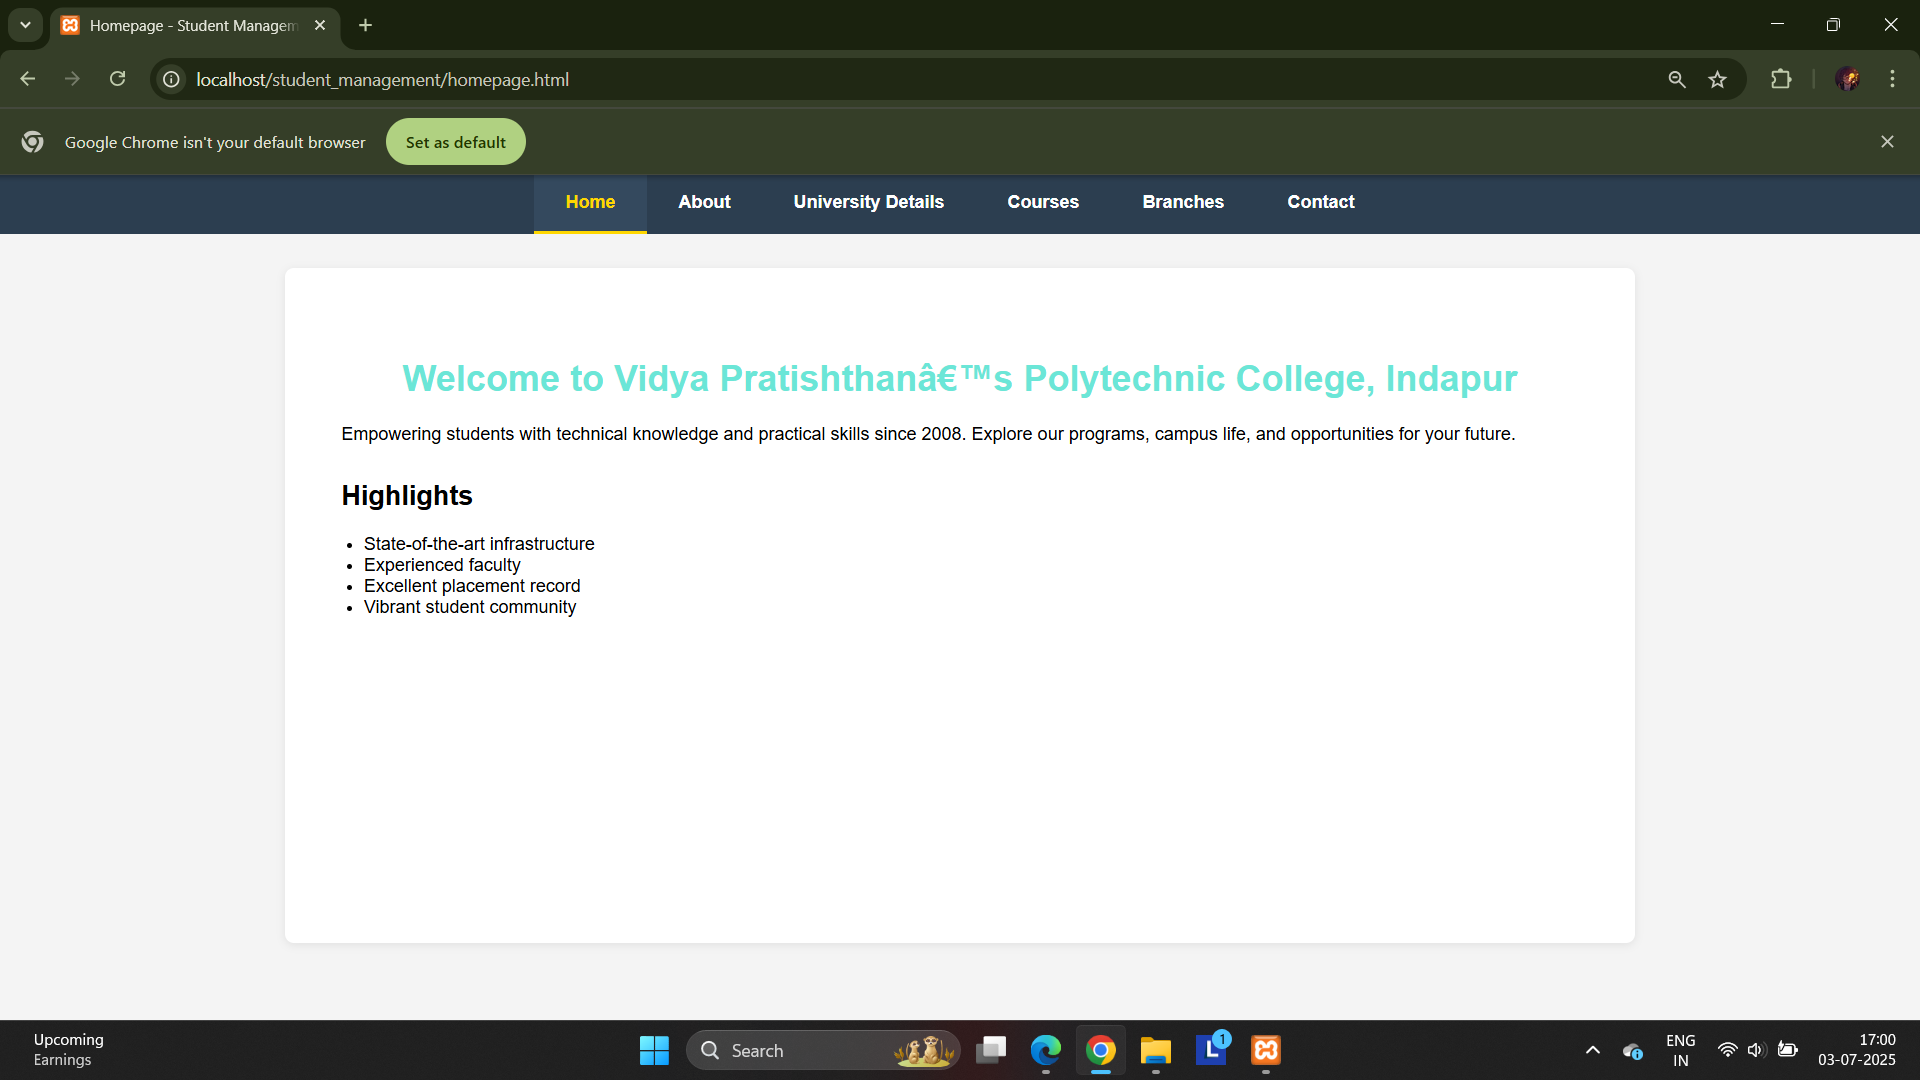 Homepage - Student Managem
localhost/student_management/homepage.html
Google Chrome isn't your default browser
Set as default
Home
About
University Details
Courses
Branches
Contact
Welcome to Vidya Pratishthanâ€™s Polytechnic College, Indapur
Empowering students with technical knowledge and practical skills since 2008. Explore our programs, campus life, and opportunities for your future.
Highlights
State-of-the-art infrastructure
Experienced faculty
Excellent placement record
Vibrant student community
Upcoming
Earnings
Search
L
1
ENG
IN
17:00
03-07-2025